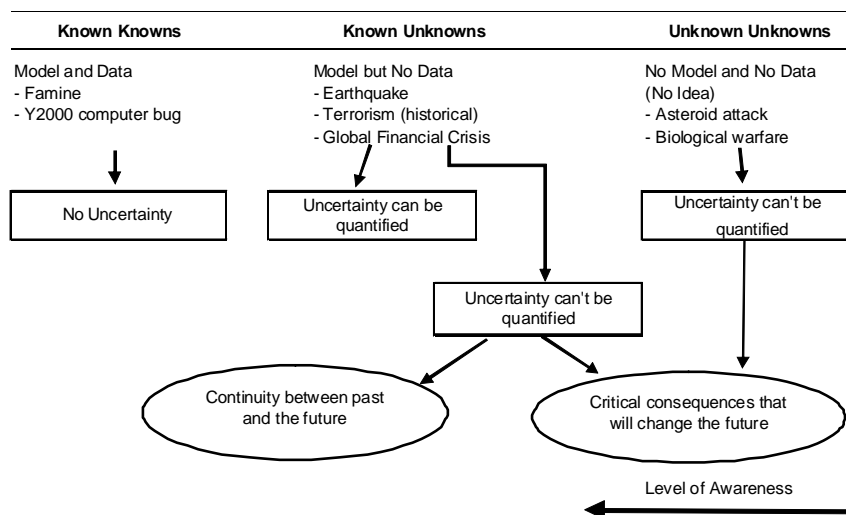 Known Knowns
Known Unknowns
Unknown Unknowns
Model and Data
- Famine
- Y2000 computer bug
Model but No Data
- Earthquake
- Terrorism (historical)
- Global Financial Crisis
No Model and No Data
(No Idea)
- Asteroid attack
- Biological warfare
No Uncertainty
Uncertainty can be
quantified
Uncertainty can't be
quantified
Uncertainty can't be
quantified
Continuity between past
and the future
Critical consequences that
will change the future
Level of Awareness